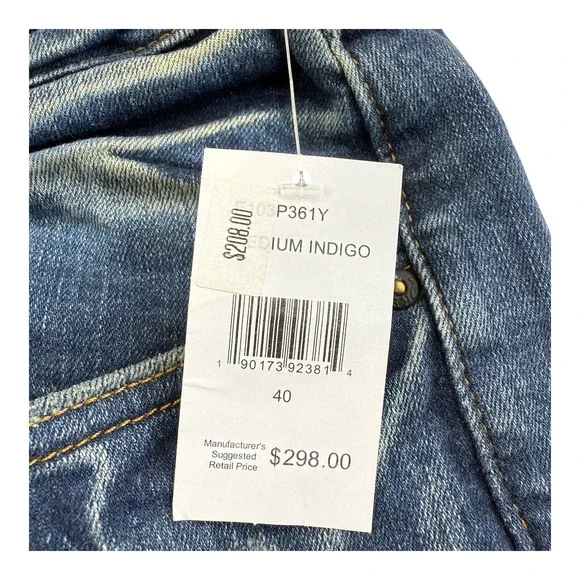 $208.00
P361Y
EDIUM INDIGO
1 90173 92381 4
40
Manufacturer's
Suggested
Retail Price
$298.00